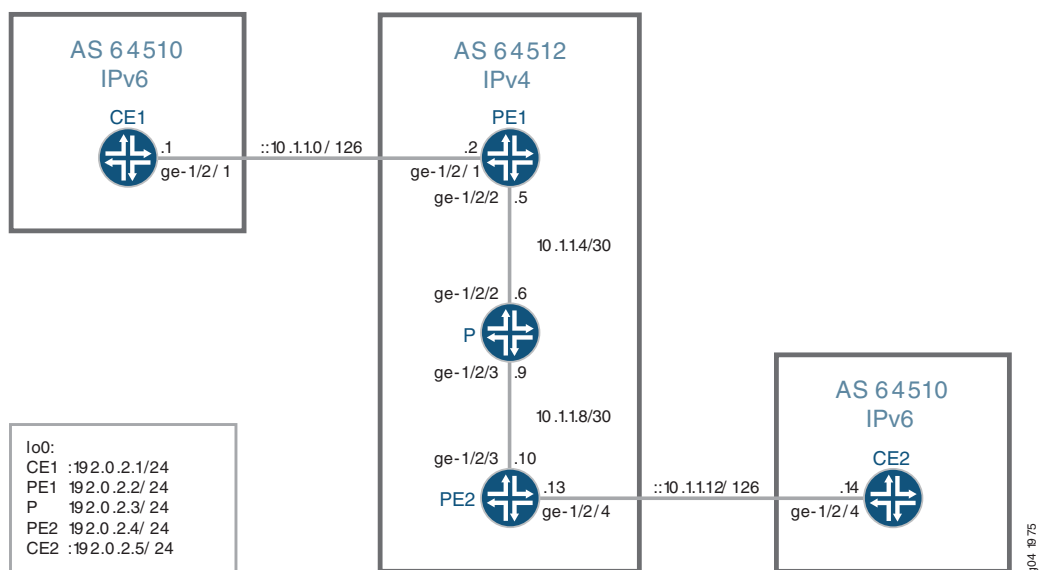 AS 64510
IPv6
CE1
.1
ge-1/2/1
::10.1.1.0/126
AS 64512
IPv4
PE1
.2
ge-1/2/1
ge-1/2/2
.5
10.1.1.4/30
ge-1/2/2
.6
P
ge-1/2/3
.9
10.1.1.8/30
ge-1/2/3
.10
PE2
.13
ge-1/2/4
::10.1.1.12/126
AS 64510
IPv6
CE2
.14
ge-1/2/4
lo0:
CE1 :192.0.2.1/24
PE1 192.0.2.2/24
P 192.0.2.3/24
PE2 192.0.2.4/24
CE2 :192.0.2.5/24
g041975